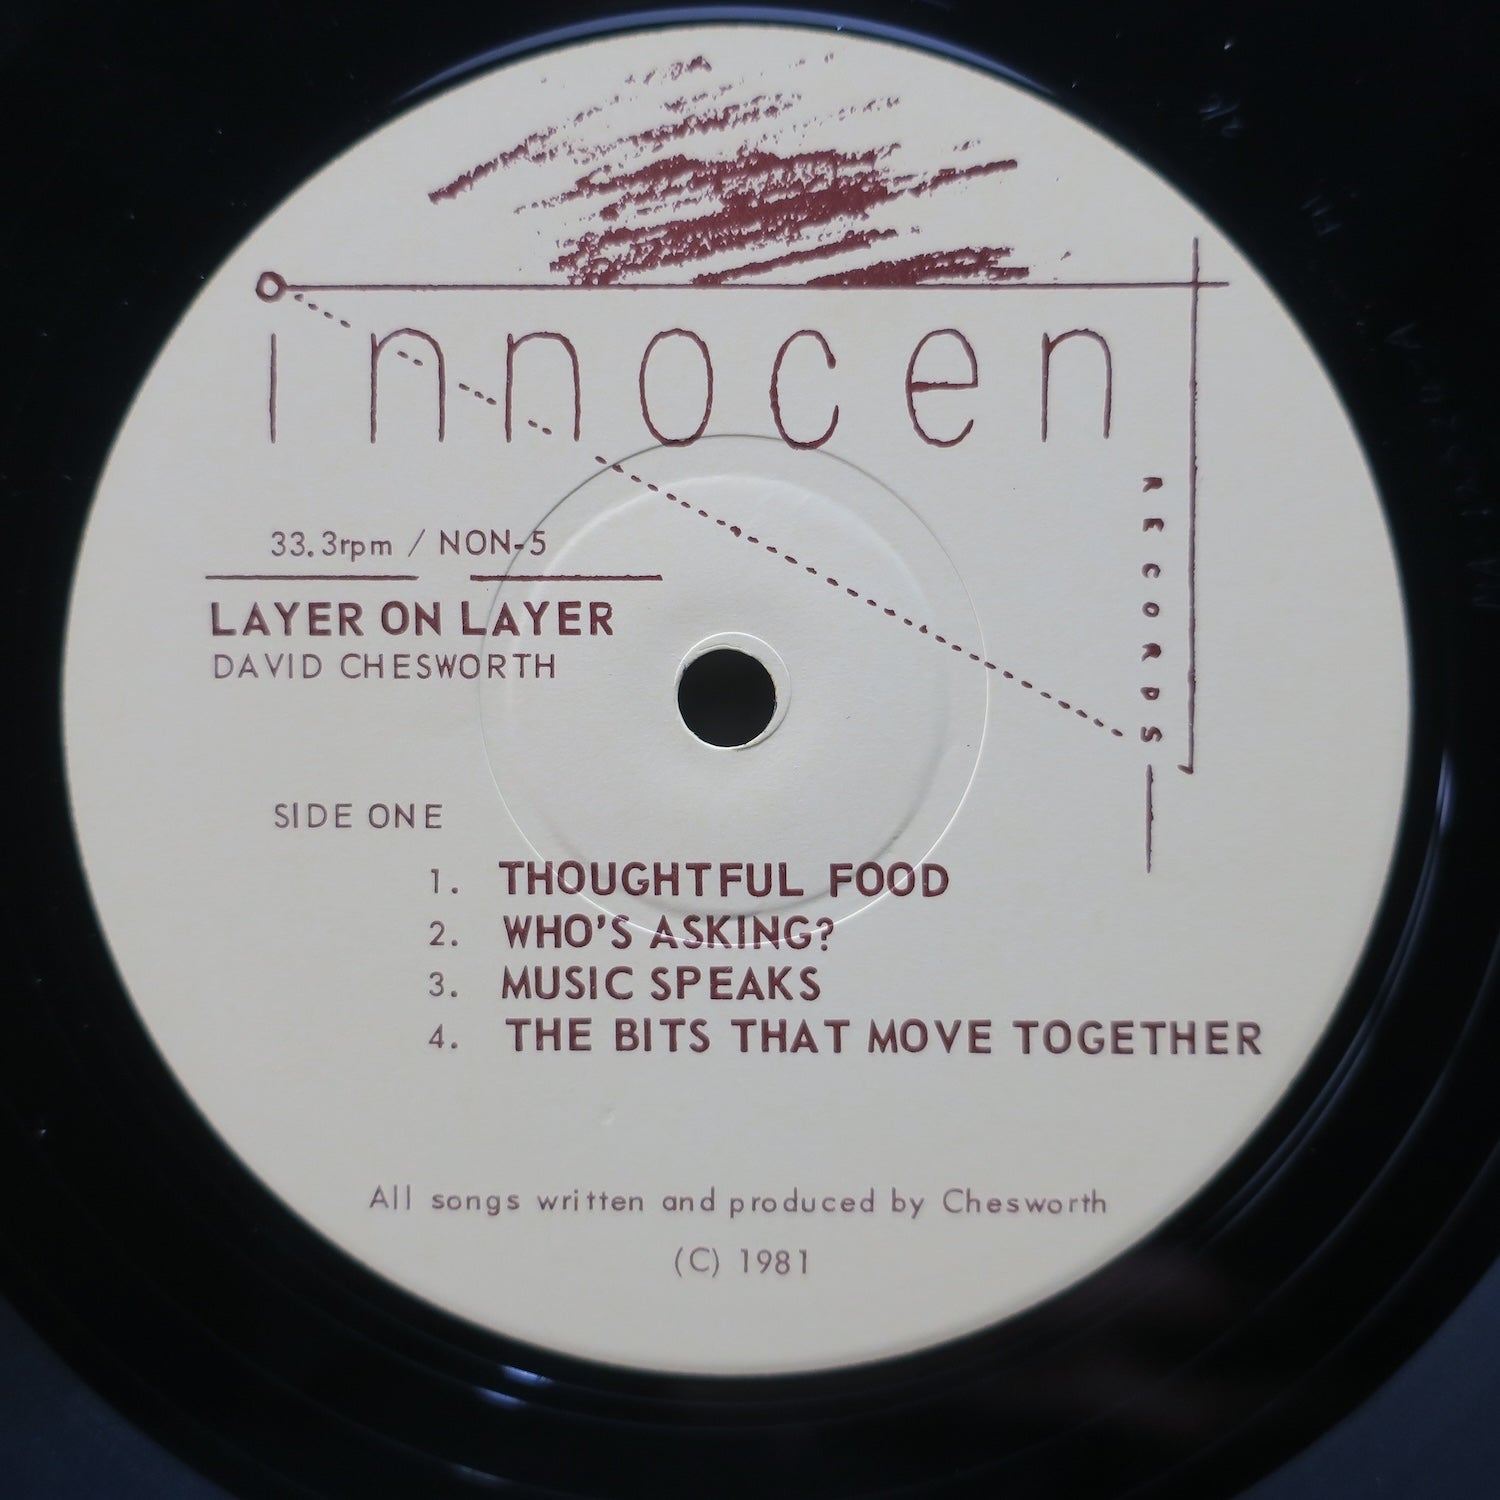 innocent
RECORDS
33.3rpm / NON-5
LAYER ON LAYER
DAVID CHESWORTH
SIDE ONE
1. THOUGHTFUL FOOD
2. WHO'S ASKING?
3. MUSIC SPEAKS
4. THE BITS THAT MOVE TOGETHER
All songs written and produced by Chesworth
(C) 1981